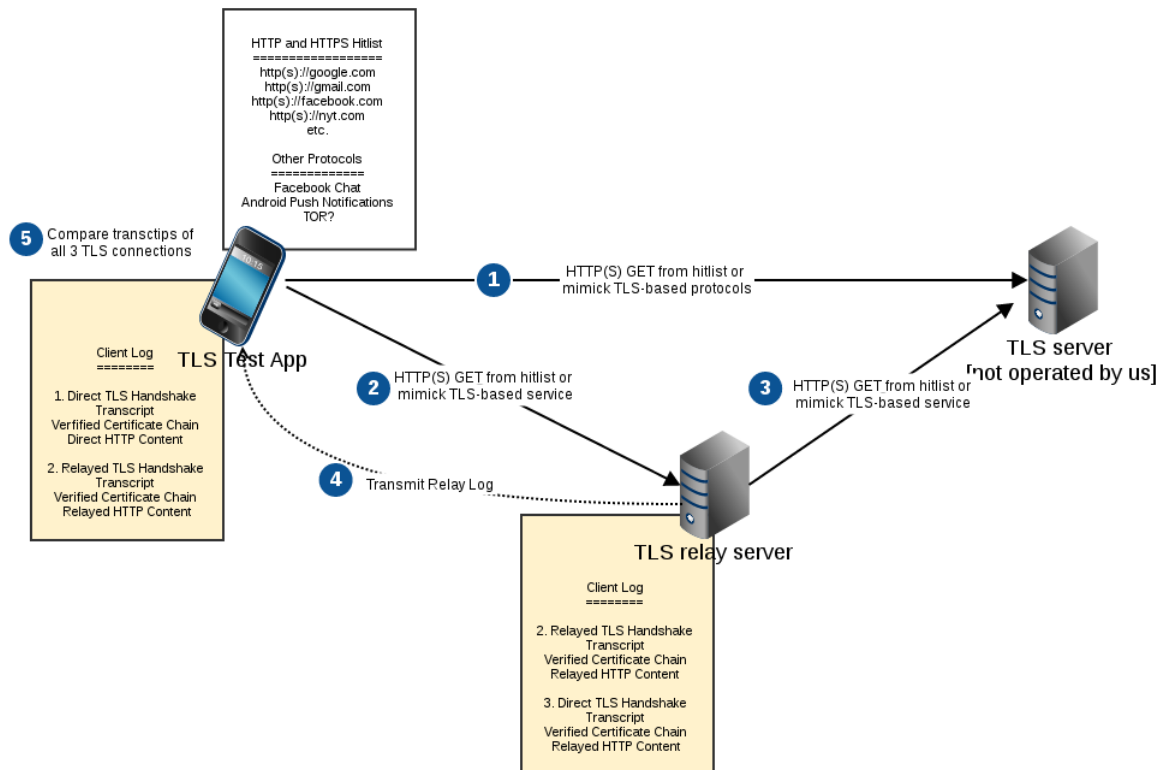 HTTP and HTTPS Hitlist
==================
http(s)://google.com
http(s)://gmail.com
http(s)://facebook.com
http(s)://nyt.com
etc.
Other Protocols
=============
Facebook Chat
Android Push Notifications
TOR?
5
Compare transctips of
all 3 TLS connections
10 15
TLS Test App
1
HTTP(S) GET from hitlist or
mimick TLS-based protocols
TLS server
[not operated by us]
2
HTTP(S) GET from hitlist or
mimick TLS-based service
3
HTTP(S) GET from hitlist or
mimick TLS-based service
4
Transmit Relay Log
Client Log
========
1. Direct TLS Handshake
Transcript
Verfified Certificate Chain
Direct HTTP Content
2. Relayed TLS Handshake
Transcript
Verified Certificate Chain
Relayed HTTP Content
TLS relay server
Client Log
========
2. Relayed TLS Handshake
Transcript
Verified Certificate Chain
Relayed HTTP Content
3. Direct TLS Handshake
Transcript
Verified Certificate Chain
Relayed HTTP Content